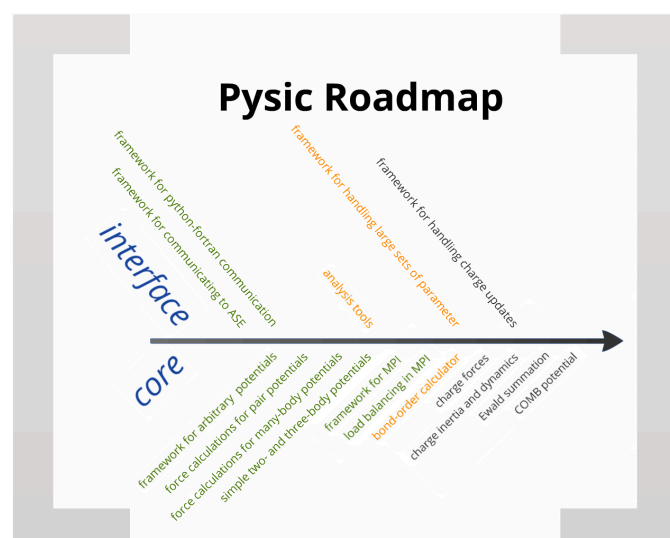 Pysic Roadmap
framework for python-fortran communication
framework for communicating to ASE
framework for handling large sets of parameter
framework for handling charge updates
analysis tools
interface
core
framework for arbitrary potentials
force calculations for pair potentials
force calculations for many-body potentials
simple two- and three-body potentials
framework for MPI
load balancing in MPI
bond-order calculator
charge forces
charge inertia and dynamics
Ewald summation
COMB potential